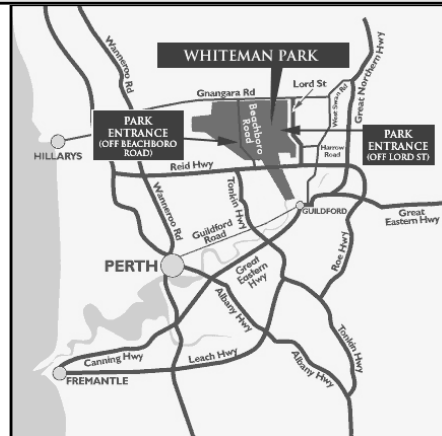 Wanneroo Rd
Great Northern Hwy
WHITEMAN PARK
Lord St
West Swan Rd
Gnangara Rd
PARK
ENTRANCE
(OFF BEACHBORO
ROAD)
Beachboro
Road
PARK
ENTRANCE
(OFF LORD ST)
Harrow
Road
HILLARYS
Reid Hwy
Wanneroo Rd
Tonkin Hwy
Guildford
Road
GUILDFORD
Great
Eastern Hwy
Roe Hwy
PERTH
Great
Eastern
Hwy
Albany Hwy
Tonkin
Hwy
Canning Hwy
Leach Hwy
Albany Hwy
FREMANTLE